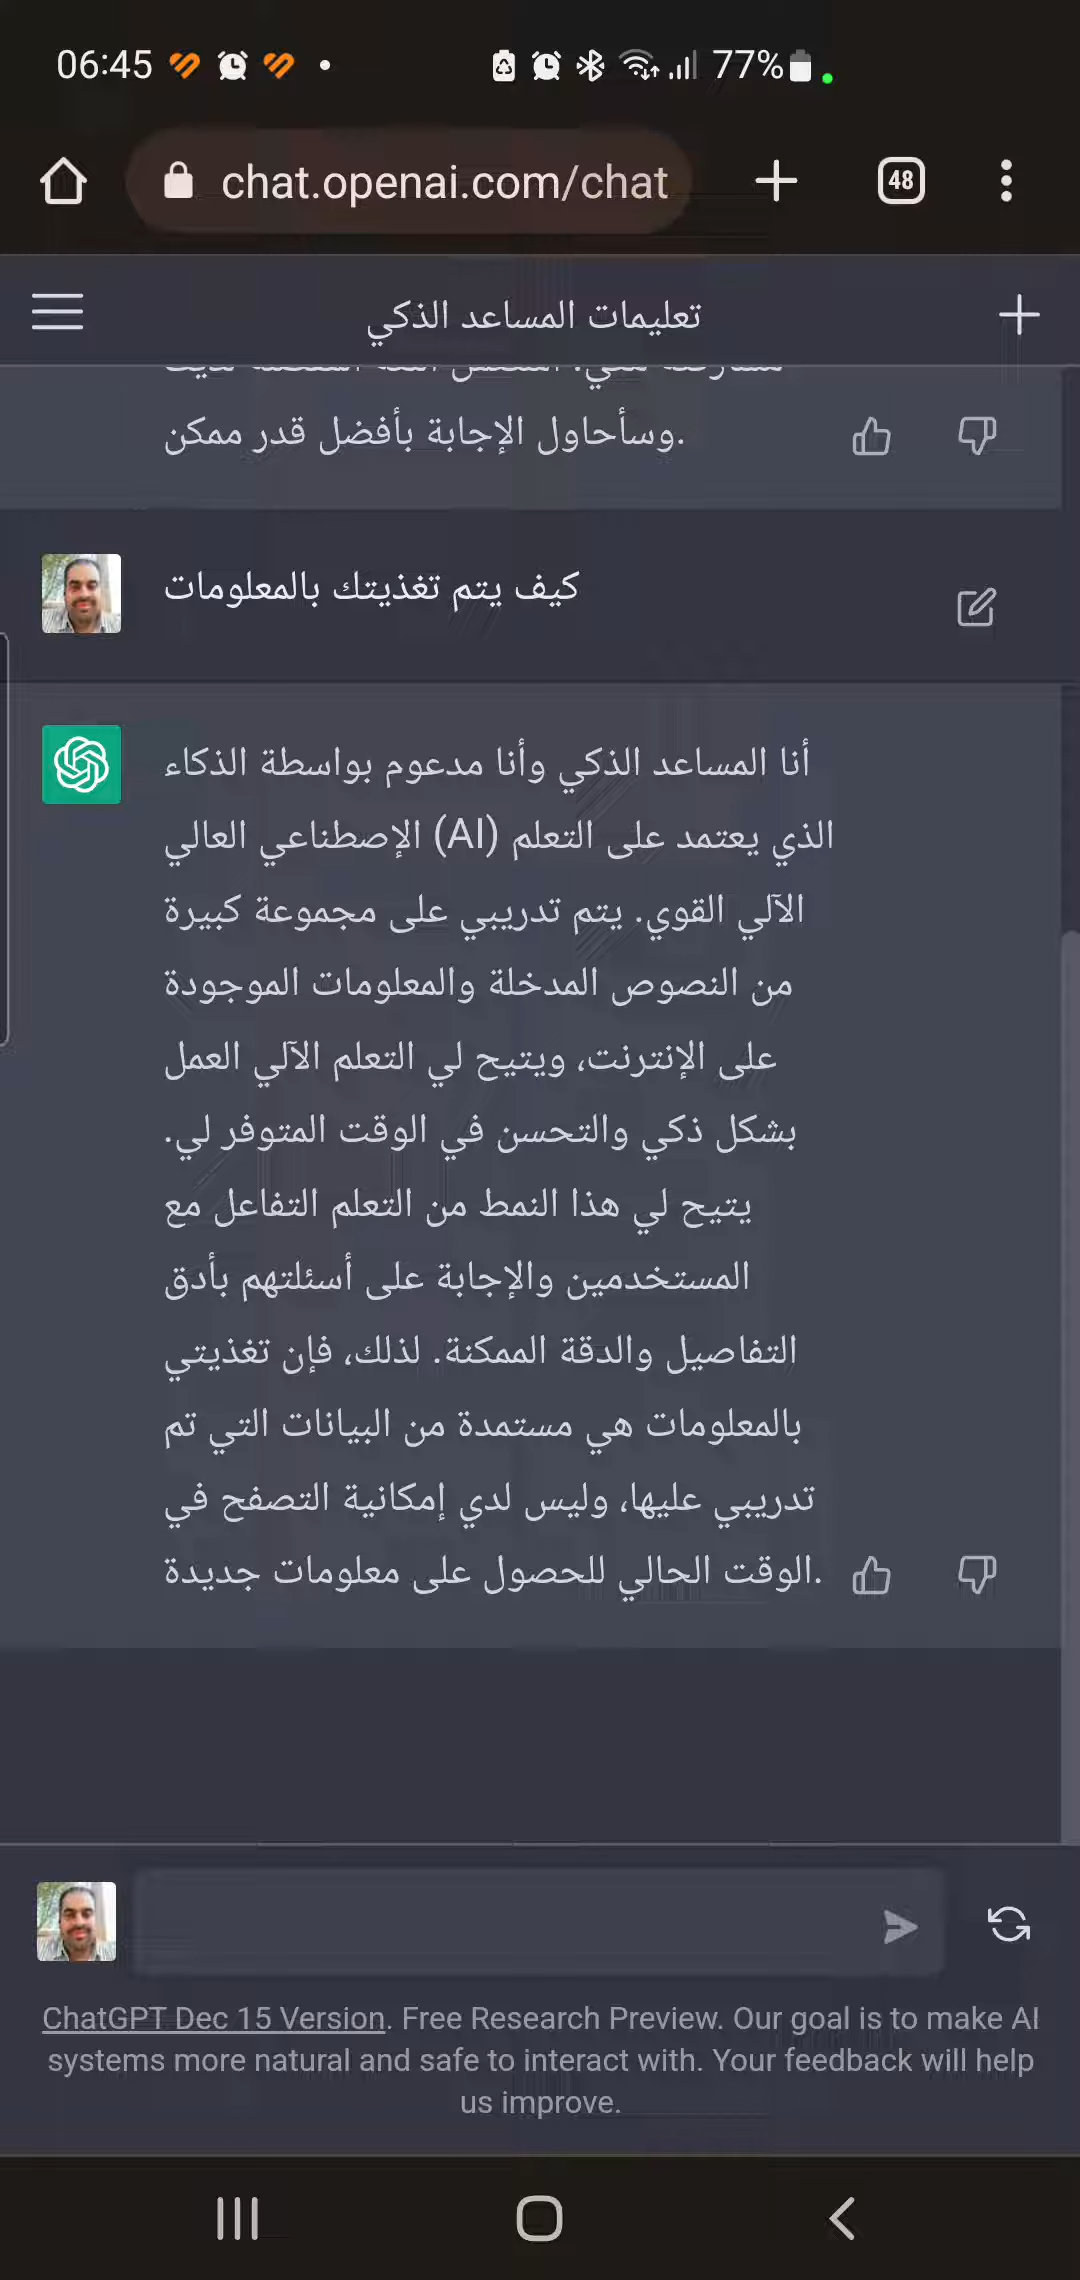 06:45
77%
chat.openai.com/chat
48
تعليمات المساعد الذكي
وسأحاول الإجابة بأفضل قدر ممكن.
كيف يتم تغذيتك بالمعلومات
أنا المساعد الذكي وأنا مدعوم بواسطة الذكاء
الإصطناعي العالي (AI) الذي يعتمد على التعلم
الآلي القوي. يتم تدريبي على مجموعة كبيرة
من النصوص المدخلة والمعلومات الموجودة
على الإنترنت، ويتيح لي التعلم الآلي العمل
بشكل ذكي والتحسن في الوقت المتوفر لي.
يتيح لي هذا النمط من التعلم التفاعل مع
المستخدمين والإجابة على أسئلتهم بأدق
التفاصيل والدقة الممكنة. لذلك، فإن تغذيتي
بالمعلومات هي مستمدة من البيانات التي تم
تدريبي عليها، وليس لدي إمكانية التصفح في
الوقت الحالي للحصول على معلومات جديدة.
ChatGPT Dec 15 Version. Free Research Preview. Our goal is to make AI
systems more natural and safe to interact with. Your feedback will help
us improve.